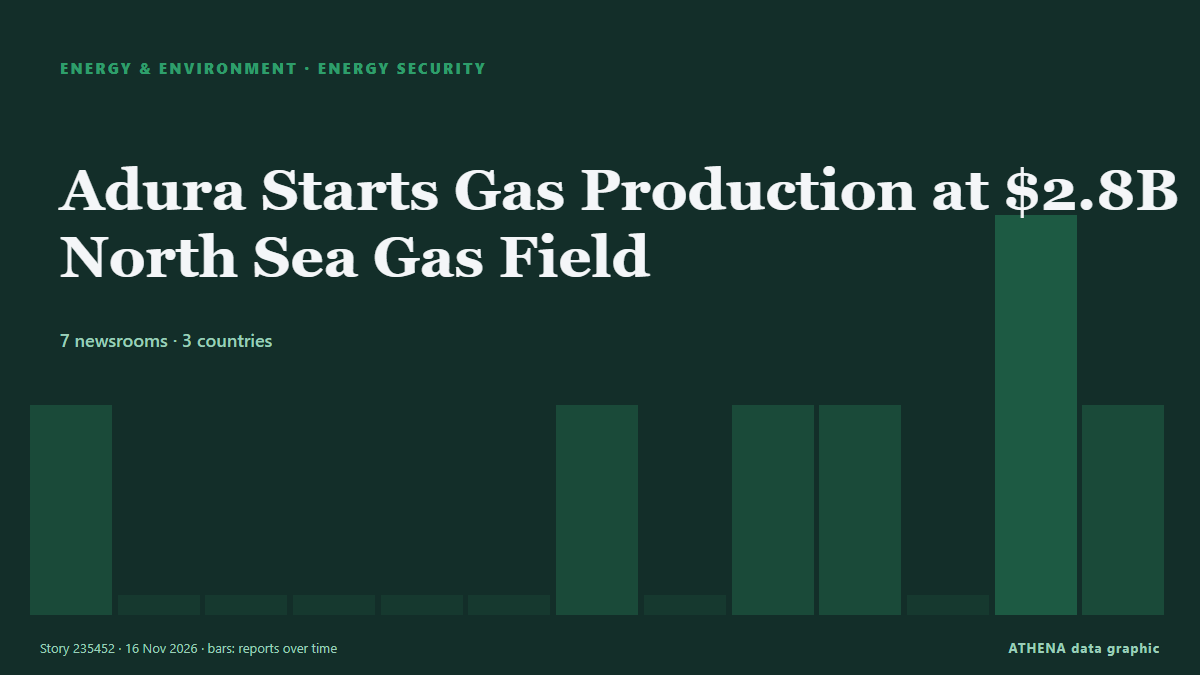 ENERGY & ENVIRONMENT · ENERGY SECURITY
Adura Starts Gas Production at $2.8B
North Sea Gas Field
7 newsrooms · 3 countries
Story 235452 · 16 Nov 2026 · bars: reports over time
ATHENA data graphic